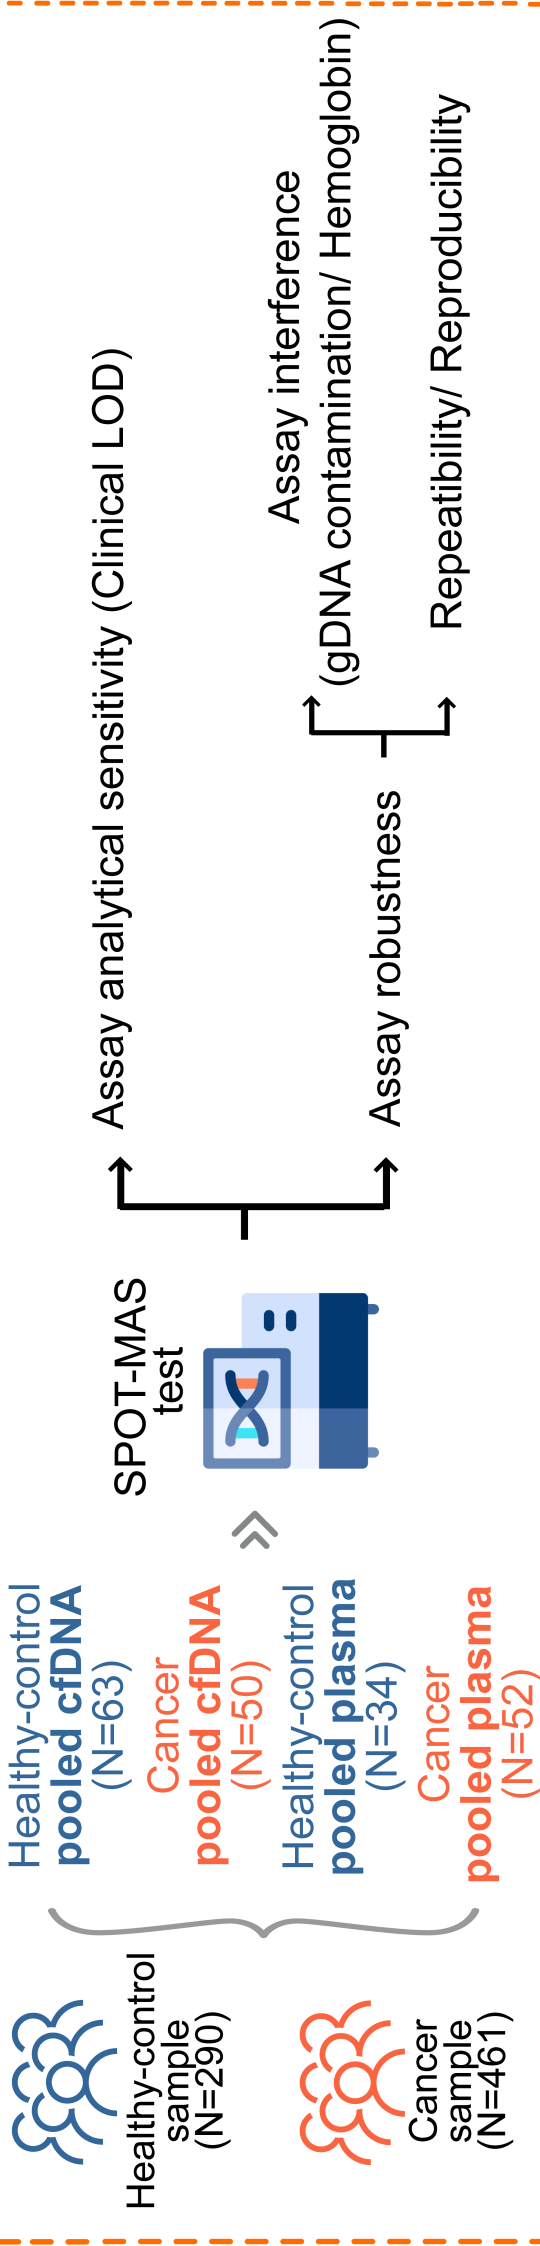 Healthy-control
sample
(N=290)
Cancer
sample
(N=461)
Healthy-control
pooled cfDNA
(N=63)
Cancer
pooled cfDNA
(N=50)
Healthy-control
pooled plasma
(N=34)
Cancer
pooled plasma
(N=52)
SPOT-MAS
test
Assay analytical sensitivity (Clinical LOD)
Assay robustness
Assay interference
(gDNA contamination/ Hemoglobin)
Repeatibility/ Reproducibility